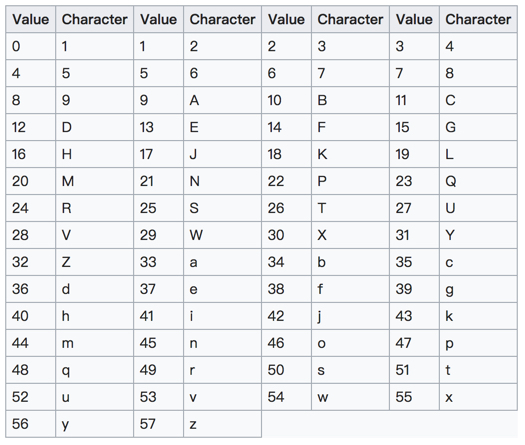 Value Character Value Character Value Character Value Character
0 1 1 2 2 3 3 4
4 5 5 6 6 7 7 8
8 9 9 A 10 B 11 C
12 D 13 E 14 F 15 G
16 H 17 J 18 K 19 L
20 M 21 N 22 P 23 Q
24 R 25 S 26 T 27 U
28 V 29 W 30 X 31 Y
32 Z 33 a 34 b 35 c
36 d 37 e 38 f 39 g
40 h 41 i 42 j 43 k
44 m 45 n 46 o 47 p
48 q 49 r 50 s 51 t
52 u 53 v 54 w 55 x
56 y 57 z